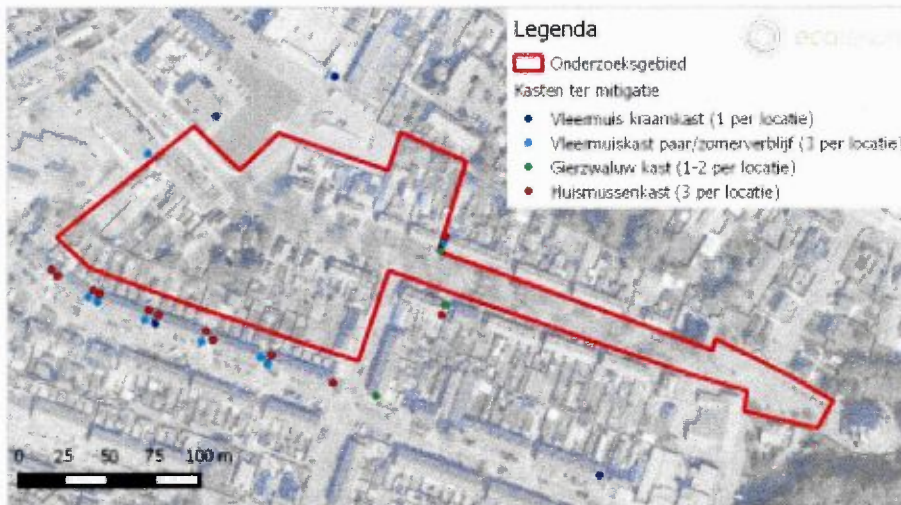 Legenda
Onderzoeksgebied
Kasten ter mitigatie
Vleermuis kraamkast (1 per locatie)
Vleermuiskast paar/zomerverblijf (3 per locatie)
Gierzwaluw kast (1-2 per locatie)
Huismussenkast (3 per locatie)
0 25 50 75 100 m